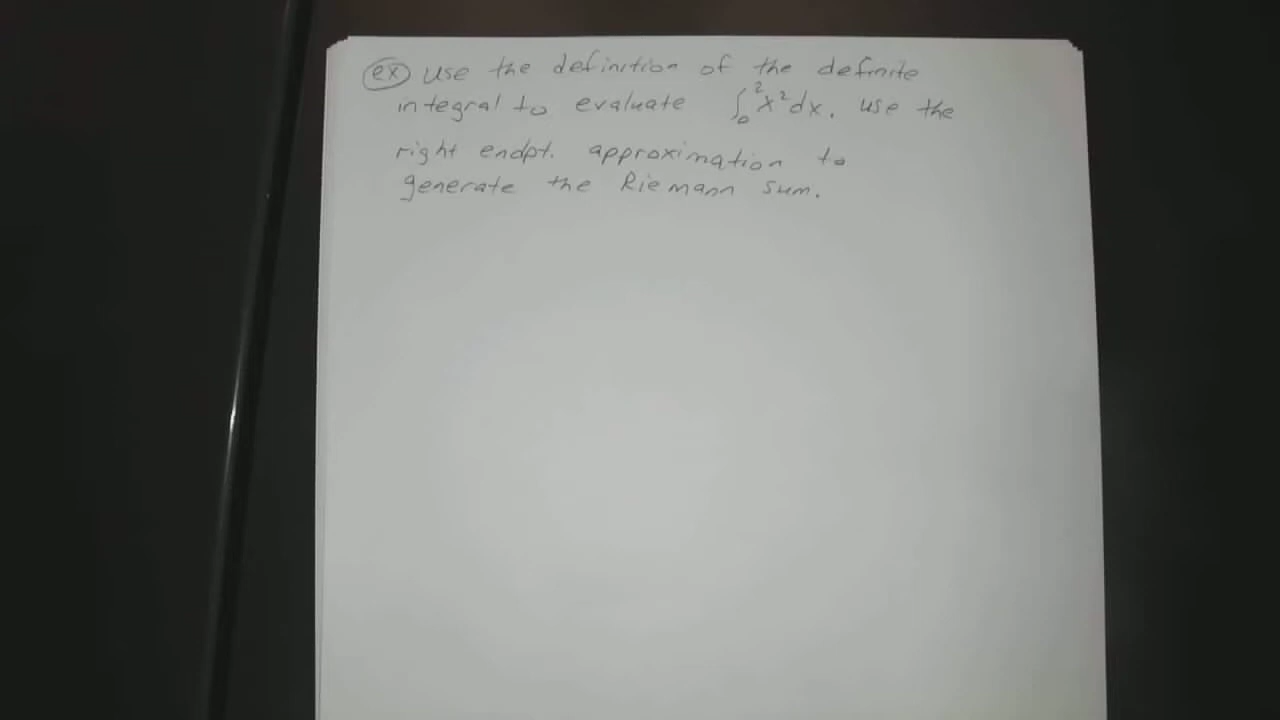 ex Use the definition of the definite
integral to evaluate ∫₀² x² dx. Use the
right endpt. approximation to
generate the Riemann sum.